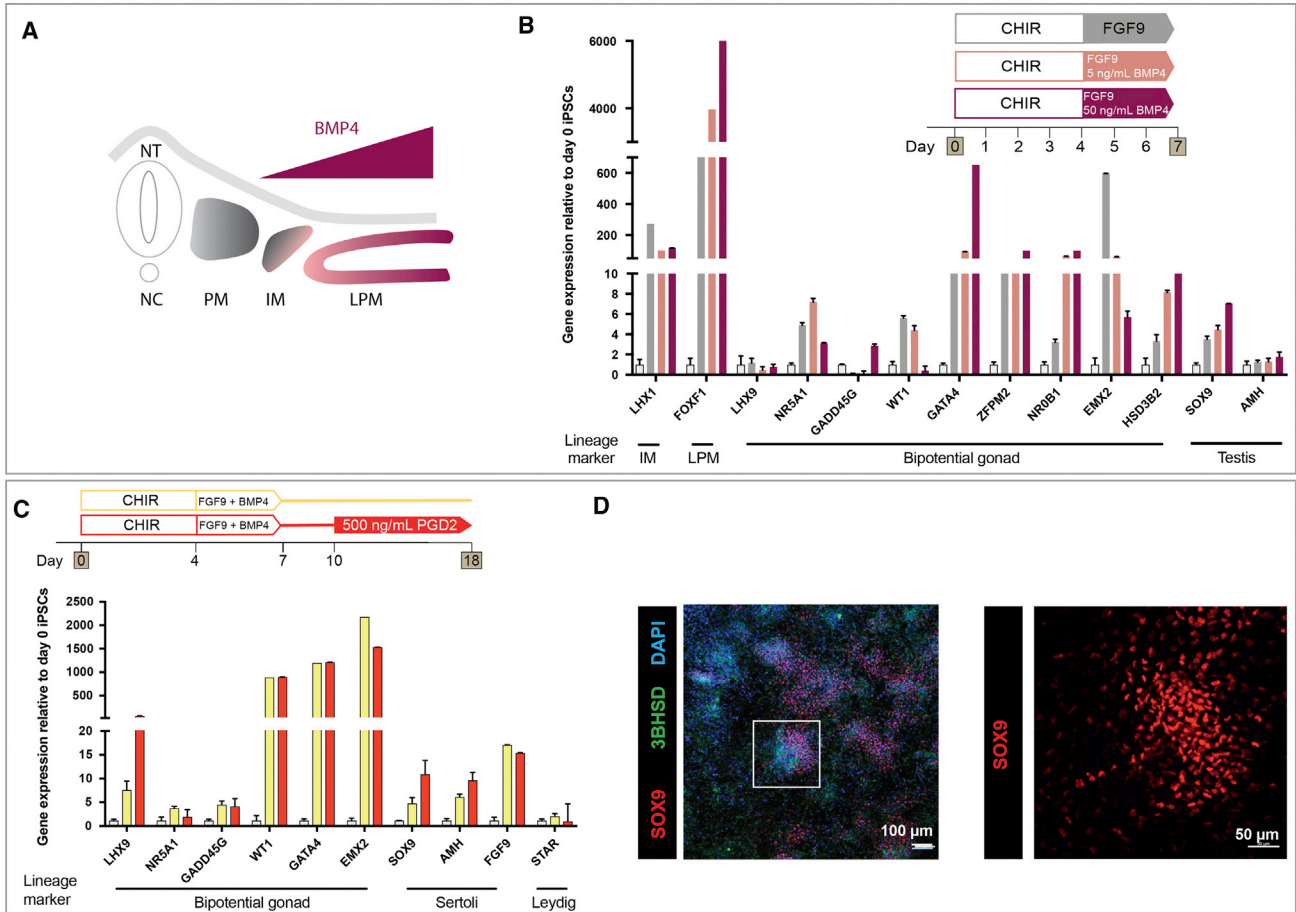 A
BMP4
NT
NC PM IM LPM
B
CHIR FGF9
CHIR FGF9
5 ng/mL BMP4
CHIR FGF9
50 ng/mL BMP4
Day 0 1 2 3 4 5 6 7
Gene expression relative to day 0 iPSCs
6000
4000
2000
600
400
200
10
8
6
4
2
0
LHX1 FOXF1 LHX9 NR5A1 GADD45G WT1 GATA4 ZFPM2 NR0B1 EMX2 HSD3B2 SOX9 AMH
Lineage
marker IM LPM Bipotential gonad Testis
C
CHIR FGF9 + BMP4
CHIR FGF9 + BMP4 500 ng/mL PGD2
Day 0 4 7 10 18
Gene expression relative to day 0 iPSCs
2500
2000
1500
1000
500
20
15
10
5
0
LHX9 NR5A1 GADD45G WT1 GATA4 EMX2 SOX9 AMH FGF9 STAR
Lineage
marker Bipotential gonad Sertoli Leydig
D
SOX9 3BHSD DAPI
100 µm
SOX9
50 µm